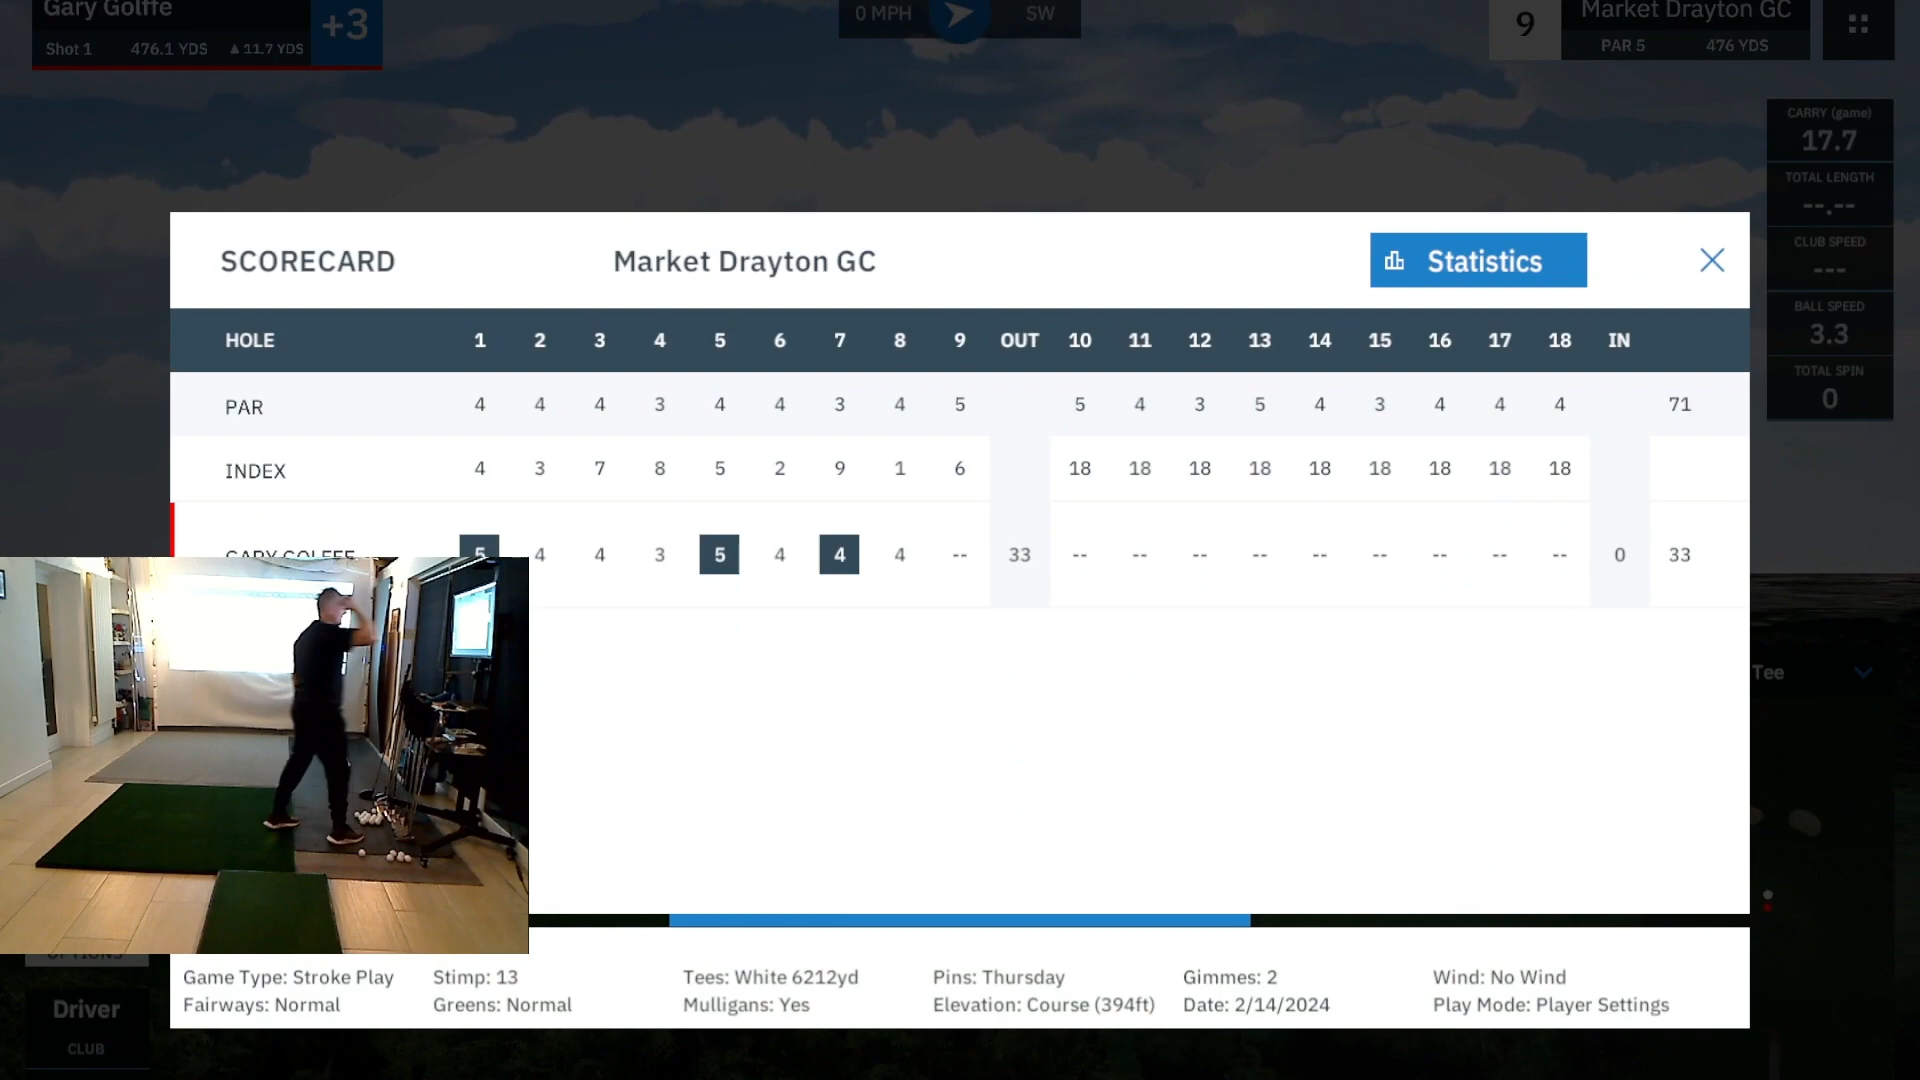 Gary Golffe
Shot 1 476.1 YDS ▲ 11.7 YDS +3
0 MPH SW
9 Market Drayton GC
PAR 5 476 YDS
CARRY (game)
17.7
TOTAL LENGTH
--.--
CLUB SPEED
---
BALL SPEED
3.3
TOTAL SPIN
0
SCORECARD Market Drayton GC Statistics
HOLE 1 2 3 4 5 6 7 8 9 OUT 10 11 12 13 14 15 16 17 18 IN
PAR 4 4 4 3 4 4 3 4 5 5 4 3 5 4 3 4 4 4 71
INDEX 4 3 7 8 5 2 9 1 6 18 18 18 18 18 18 18 18 18
GARY GOLFFE 5 4 4 3 5 4 4 4 -- 33 -- -- -- -- -- -- -- -- -- 0 33
Tee
OPTIONS
Driver
CLUB
Game Type: Stroke Play Stimp: 13 Tees: White 6212yd Pins: Thursday Gimmes: 2 Wind: No Wind
Fairways: Normal Greens: Normal Mulligans: Yes Elevation: Course (394ft) Date: 2/14/2024 Play Mode: Player Settings